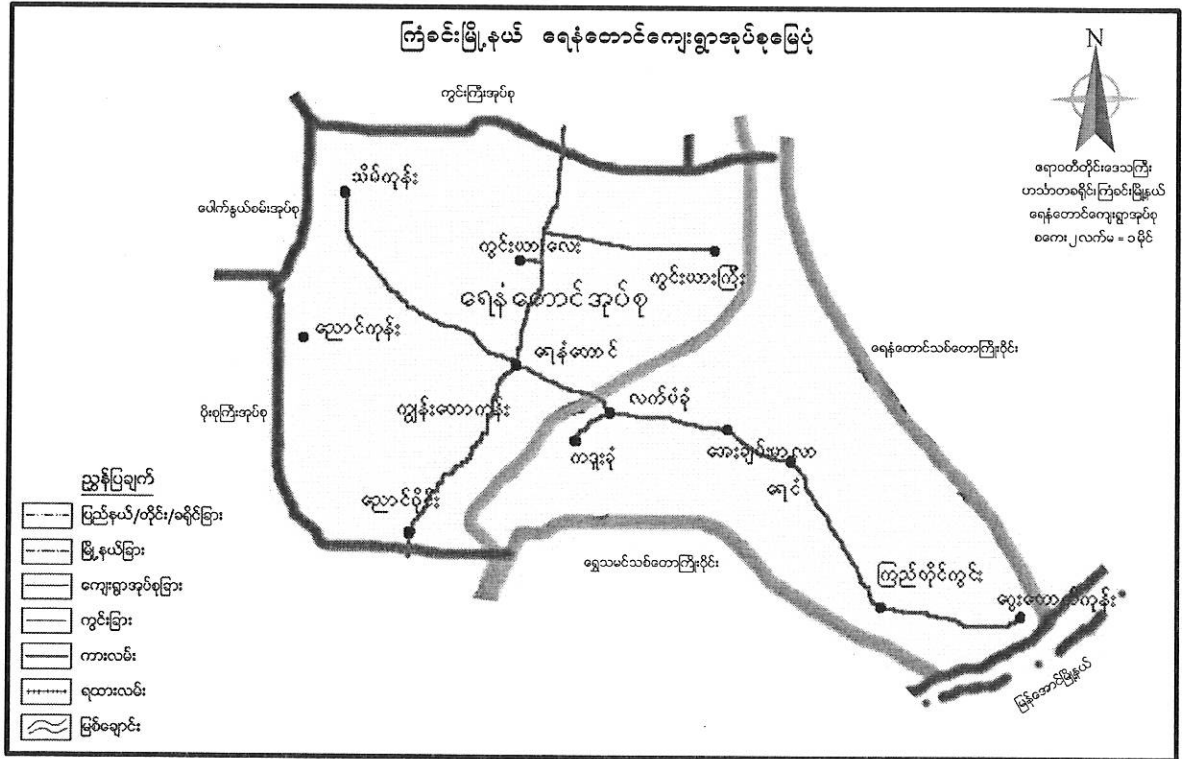 ကြံခင်းမြို့နယ် ရေနံတောင်ကျေးရွာအုပ်စုမြေပုံ
N
ကွင်းကြီးအုပ်စု
ဧရာဝတီတိုင်းဒေသကြီး
ဟင်္သာတခရိုင်ကြံခင်းမြို့နယ်
ရေနံတောင်ကျေးရွာအုပ်စု
စကေး ၂ လက်မ = ၁ မိုင်
သိမ်ကုန်း
ပေါက်နွယ်စမ်းအုပ်စု
ကွင်းယားလေး
ကွင်းယားကြီး
ရေနံတောင်အုပ်စု
ညောင်ကုန်း
ရေနံတောင်
ရေနံတောင်သစ်တောကြိုးဝိုင်း
လက်ပံခုံ
ကျွန်းတောကုန်း
ပိုးစုကြီးအုပ်စု
ကဒူးခုံ
အေးချမ်းမာလာ
ရေငံ
ညွှန်ပြချက်
ညောင်ဝိုင်း
ပြည်နယ်/တိုင်း/ခရိုင်ခြား
မြို့နယ်ခြား
ရွှေသမင်သစ်တောကြိုးဝိုင်း
ကြည်တိုင်ကွင်း
ကျေးရွာအုပ်စုခြား
ကွင်းခြား
ကားလမ်း
ရထားလမ်း
မြန်အောင်မြို့နယ်
မြစ်ချောင်း